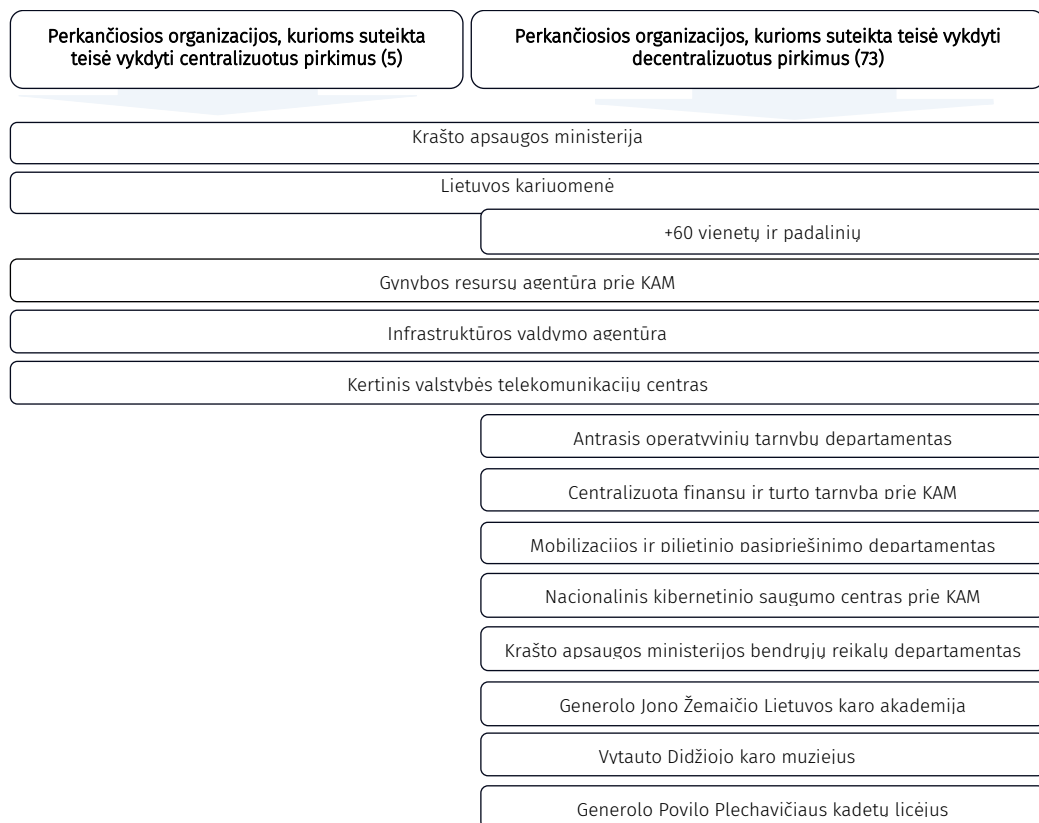 Perkančiosios organizacijos, kurioms suteikta
teisė vykdyti centralizuotus pirkimus (5)
Perkančiosios organizacijos, kurioms suteikta teisė vykdyti
decentralizuotus pirkimus (73)
Krašto apsaugos ministerija
Lietuvos kariuomenė
+60 vienetų ir padalinių
Gynybos resursų agentūra prie KAM
Infrastruktūros valdymo agentūra
Kertinis valstybės telekomunikacijų centras
Antrasis operatyvinių tarnybų departamentas
Centralizuota finansų ir turto tarnyba prie KAM
Mobilizacijos ir pilietinio pasipriešinimo departamentas
Nacionalinis kibernetinio saugumo centras prie KAM
Krašto apsaugos ministerijos bendrųjų reikalų departamentas
Generolo Jono Žemaičio Lietuvos karo akademija
Vytauto Didžiojo karo muziejus
Generolo Povilo Plechavičiaus kadetų licėjus